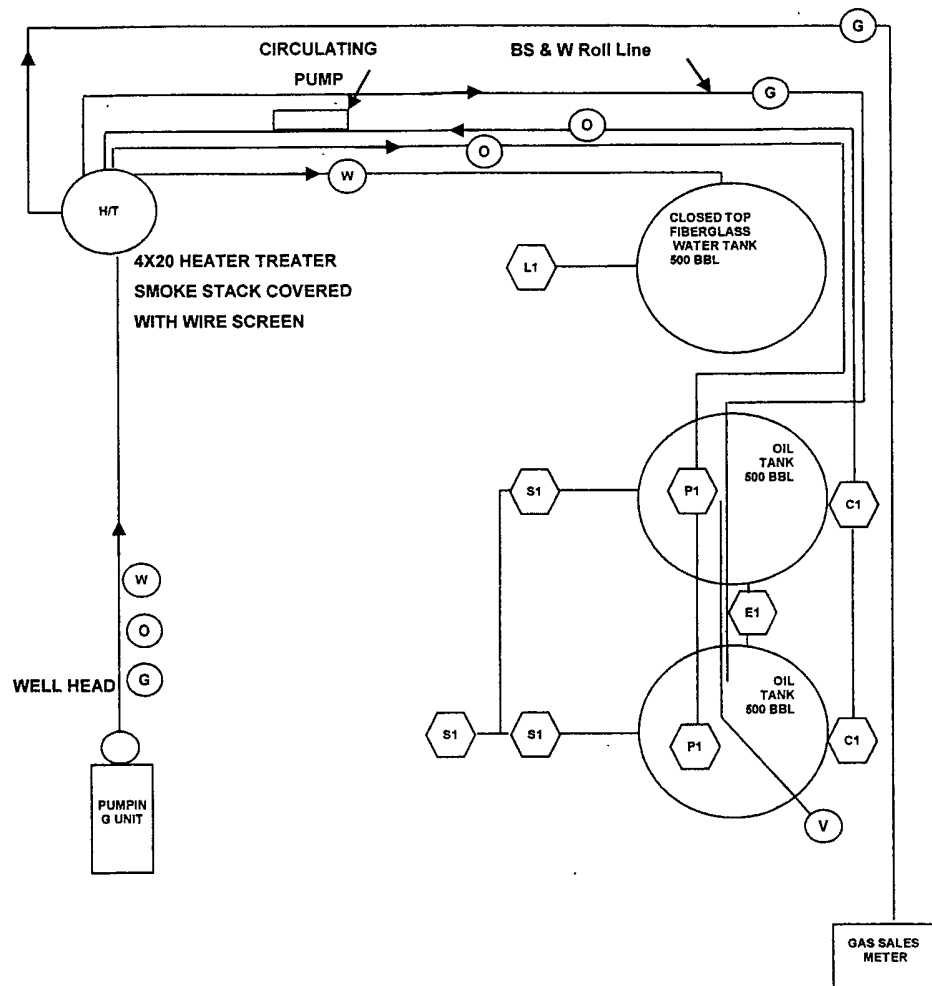 G
CIRCULATING
PUMP
BS & W Roll Line
G
O
O
W
H/T
4X20 HEATER TREATER
SMOKE STACK COVERED
WITH WIRE SCREEN
CLOSED TOP
FIBERGLASS
WATER TANK
500 BBL
L1
OIL
TANK
500 BBL
S1
P1
C1
E1
W
O
G
WELL HEAD
OIL
TANK
500 BBL
S1
S1
P1
C1
V
PUMPIN
G UNIT
GAS SALES
METER